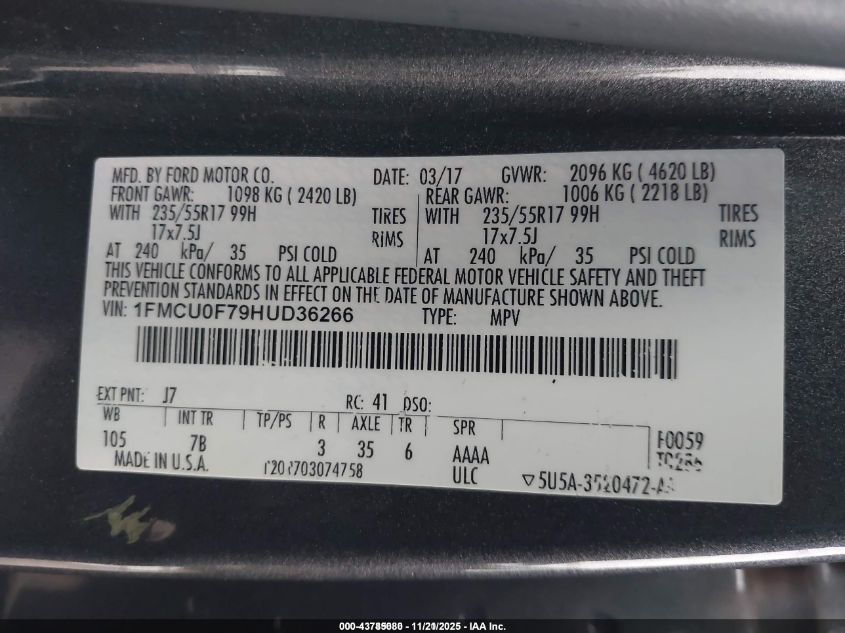 MFD. BY FORD MOTOR CO. DATE: 03/17 GVWR: 2096 KG ( 4620 LB)
FRONT GAWR: 1098 KG ( 2420 LB) REAR GAWR: 1006 KG ( 2218 LB)
WITH 235/55R17 99H TIRES WITH 235/55R17 99H TIRES
17x7.5J RIMS 17x7.5J RIMS
AT 240 kPa/ 35 PSI COLD AT 240 kPa/ 35 PSI COLD
THIS VEHICLE CONFORMS TO ALL APPLICABLE FEDERAL MOTOR VEHICLE SAFETY AND THEFT
PREVENTION STANDARDS IN EFFECT ON THE DATE OF MANUFACTURE SHOWN ABOVE.
VIN: 1FMCU0F79HUD36266 TYPE: MPV
EXT PNT: J7 RC: 41 DSO:
WB INT TR TP/PS R AXLE TR SPR
105 7B 3 35 6 AAAA F0059
MADE IN U.S.A. ULC
11/20/2025 - IAA Inc.